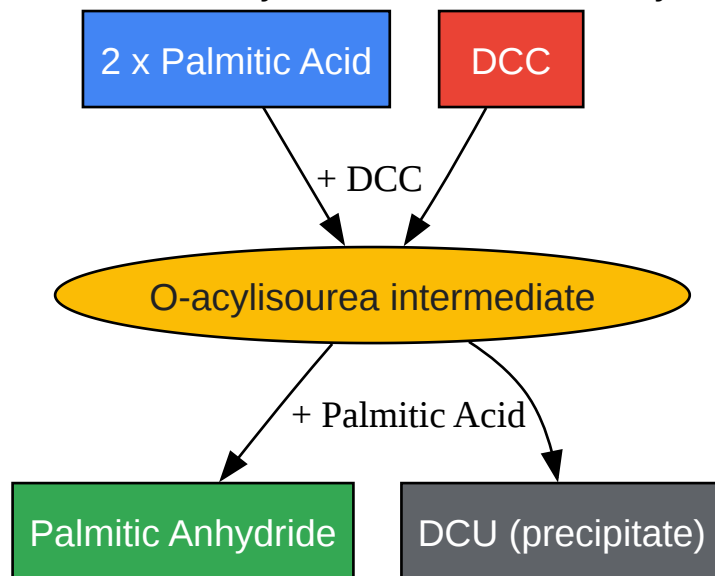 2 x Palmitic Acid
DCC
+ DCC
O-acylisourea intermediate
+ Palmitic Acid
Palmitic Anhydride
DCU (precipitate)